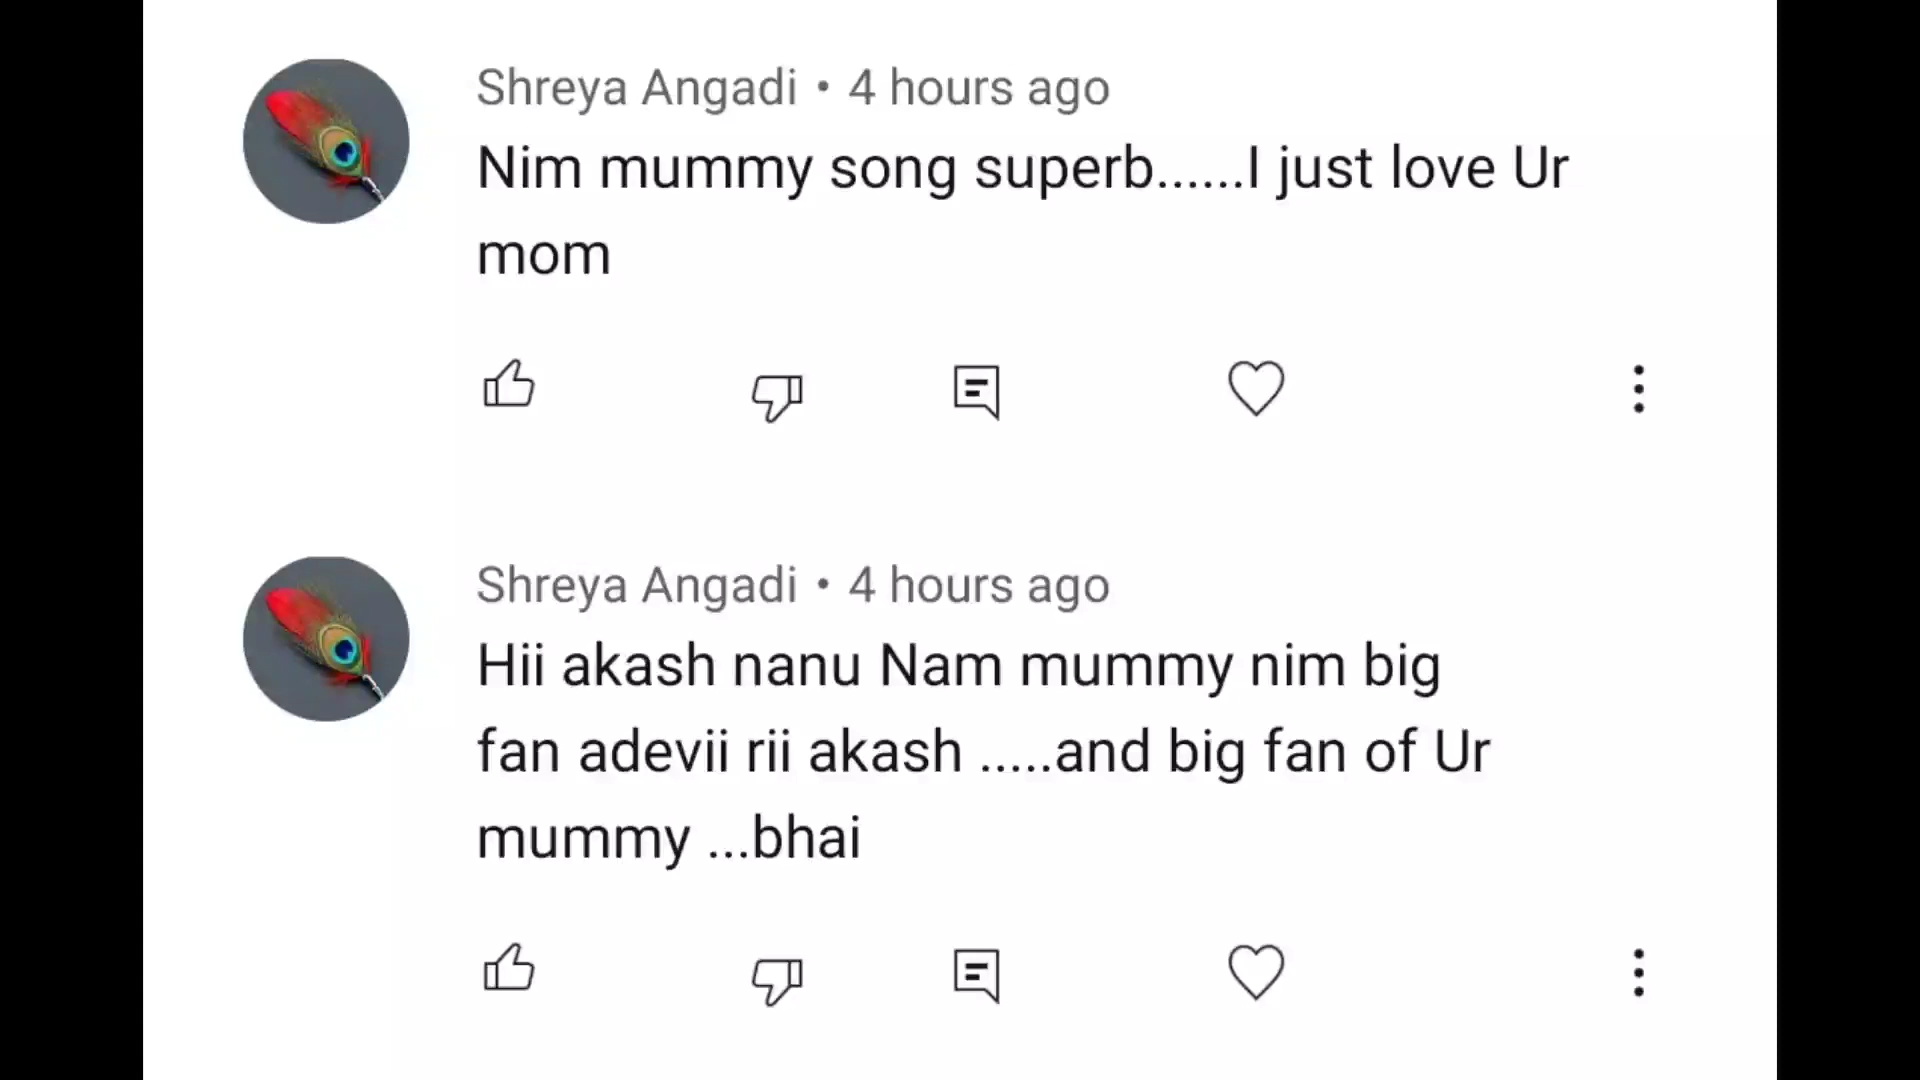 Shreya Angadi • 4 hours ago
Nim mummy song superb......I just love Ur
mom
Shreya Angadi • 4 hours ago
Hii akash nanu Nam mummy nim big
fan adevii rii akash .....and big fan of Ur
mummy ...bhai